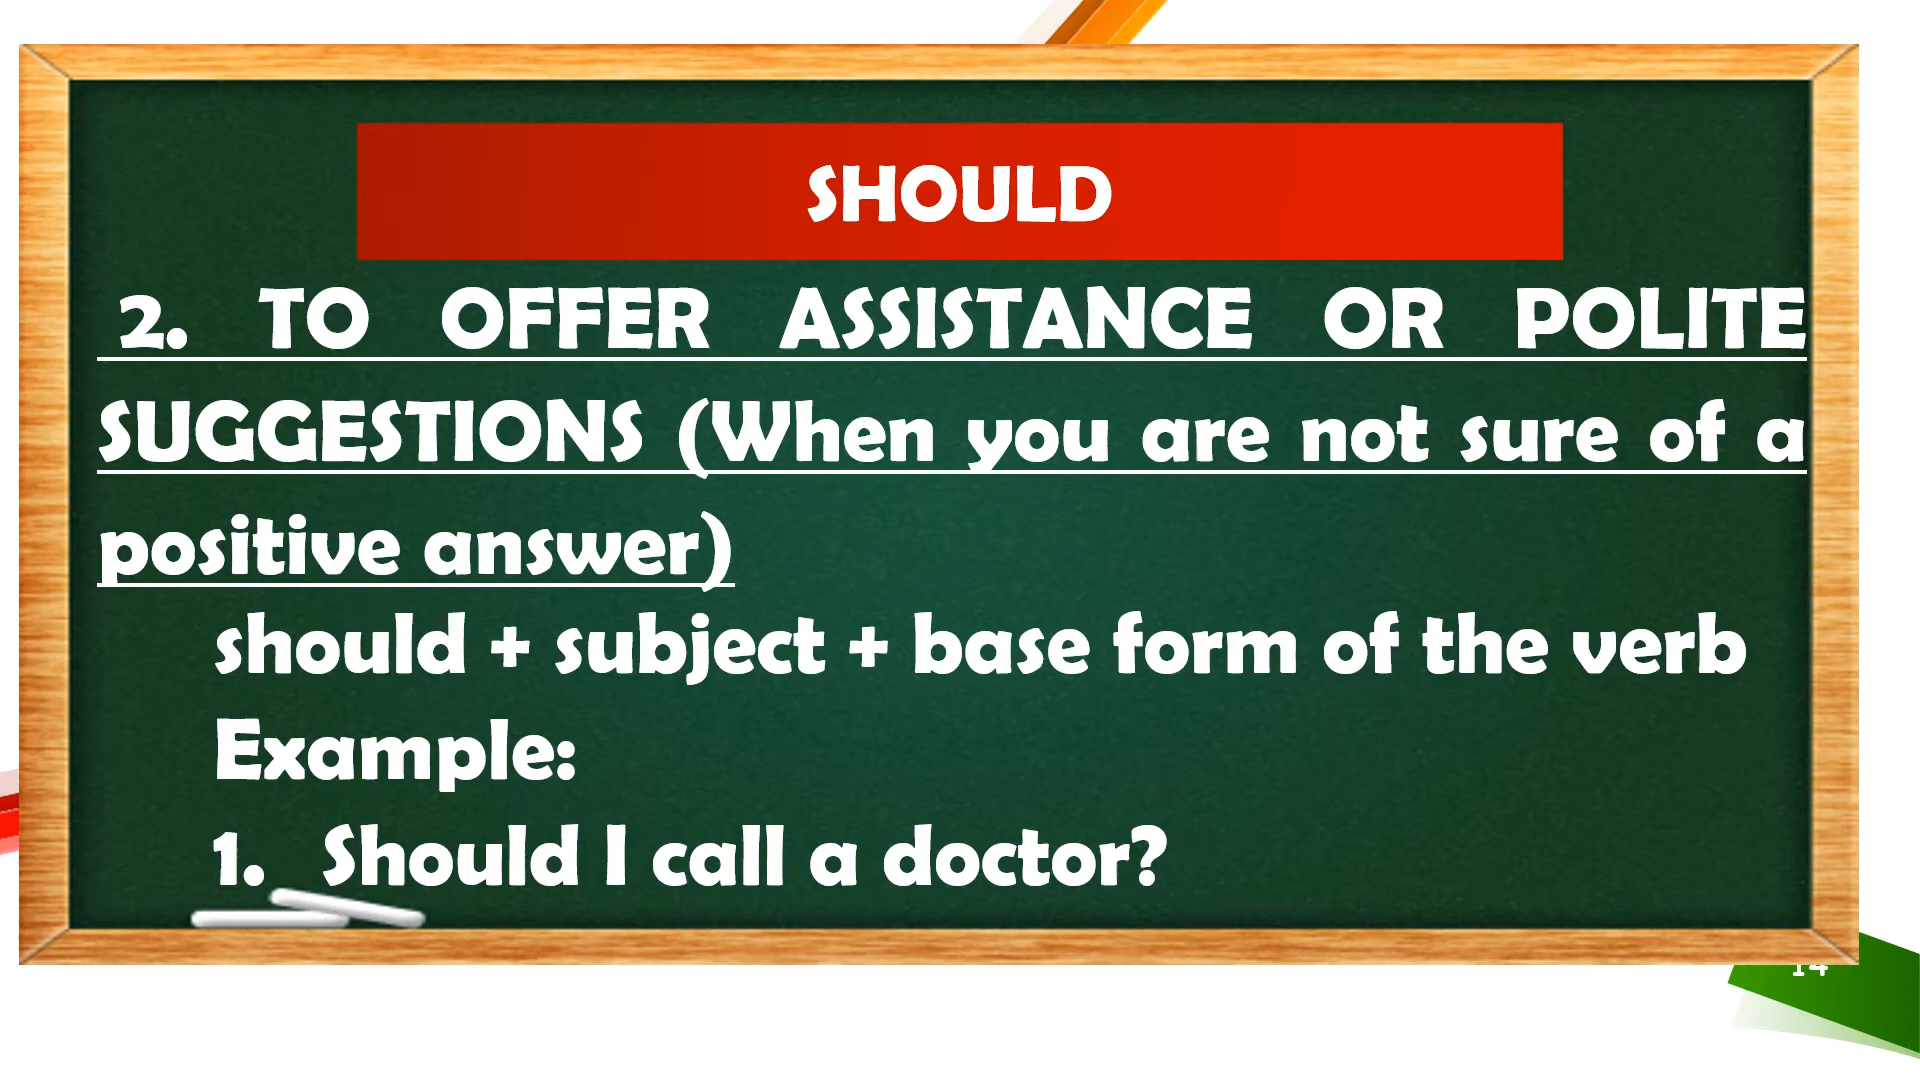 SHOULD
2. TO OFFER ASSISTANCE OR POLITE
SUGGESTIONS (When you are not sure of a
positive answer)
should + subject + base form of the verb
Example:
1. Should I call a doctor?
14